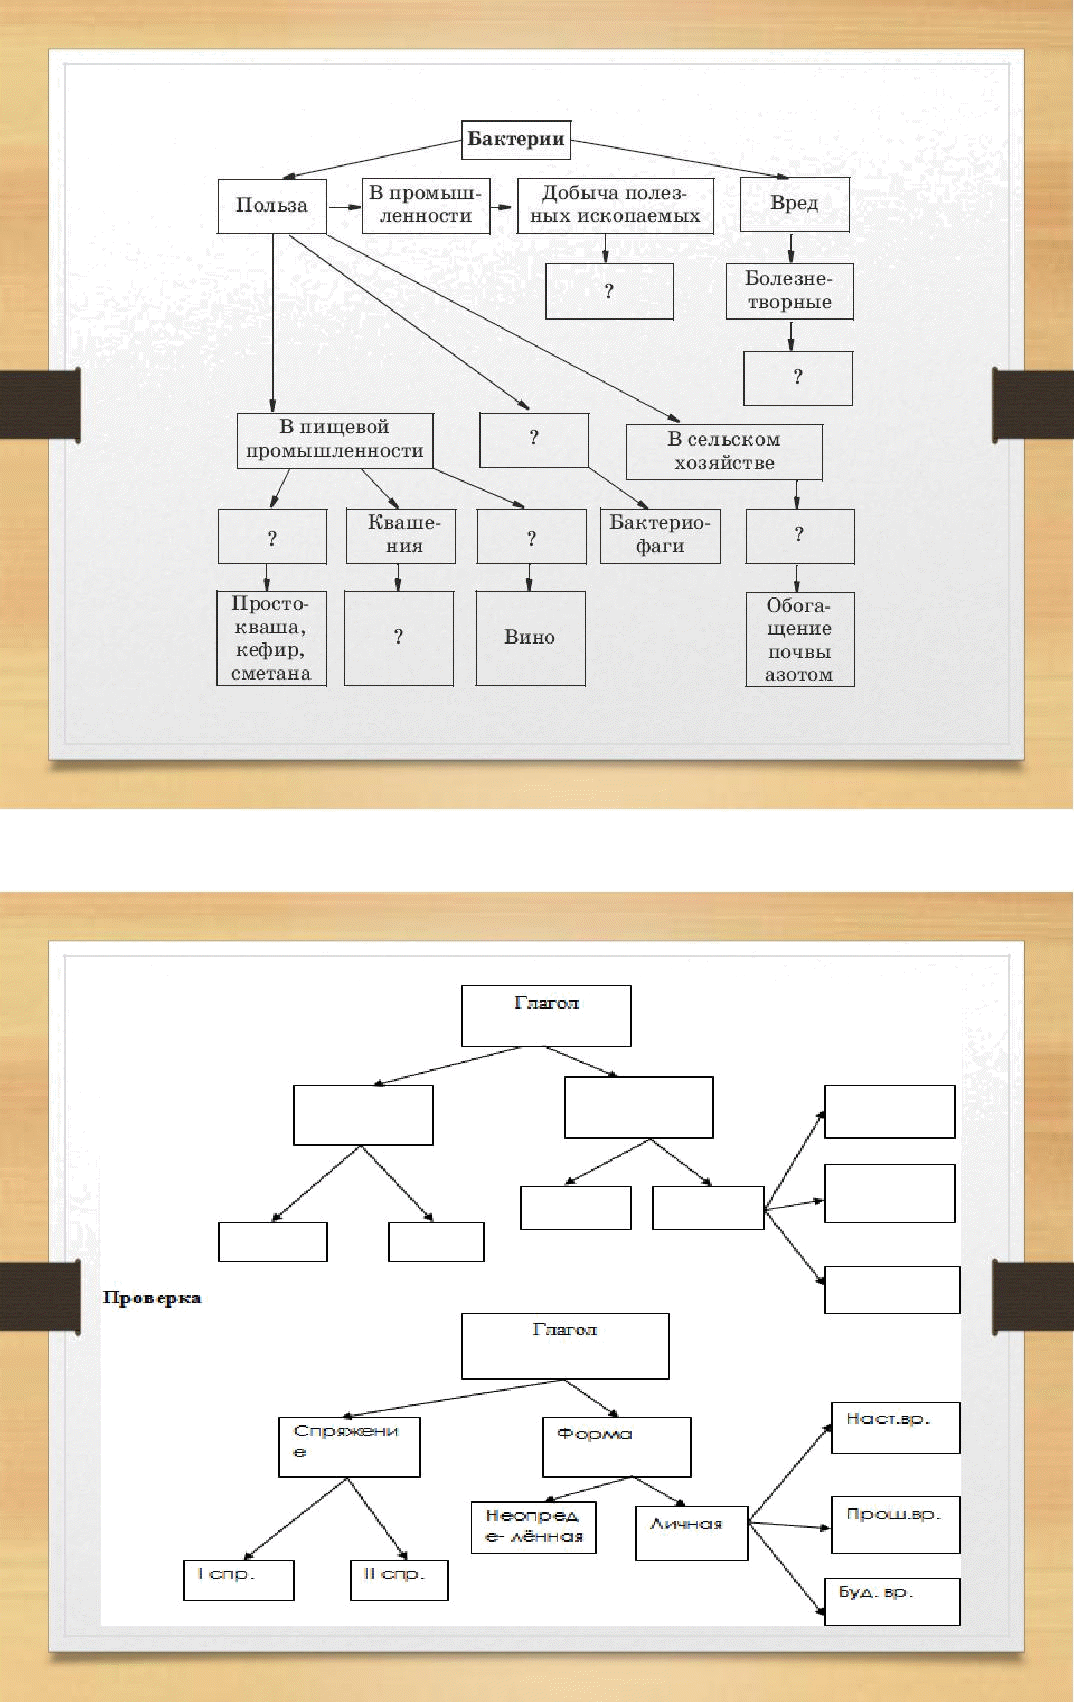 Бактерии
Польза
В промыш-
ленности
Добыча полез-
ных ископаемых
Вред
?
Болезне-
творные
?
В пищевой
промышленности
?
В сельском
хозяйстве
?
Кваше-
ния
?
Бактерио-
фаги
?
Просто-
кваша,
кефир,
сметана
?
Вино
Обога-
щение
почвы
азотом
Глагол
Проверка
Глагол
Спряжени
е
Форма
Наст.вр.
Неопред
е- лённая
Личная
Прош.вр.
I спр.
II спр.
Буд. вр.